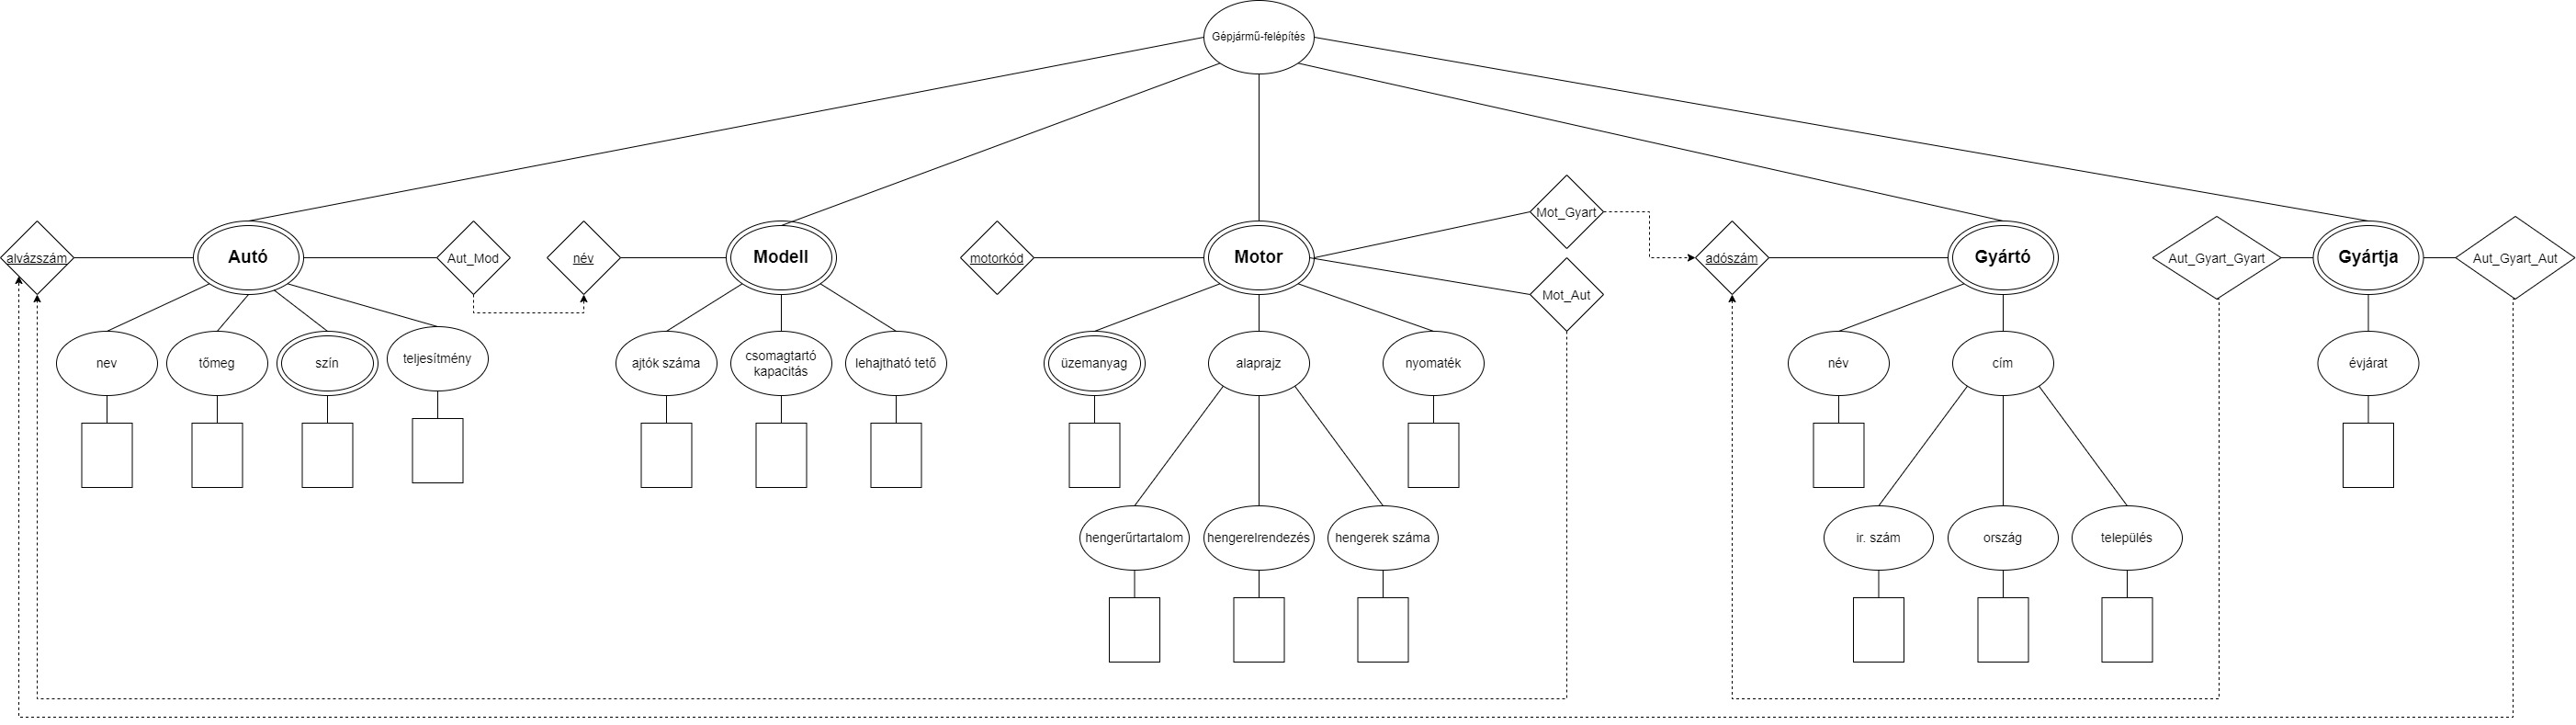 Gépjármű-felépítés
Mot_Gyart
alvázszám
Autó
Aut_Mod
név
Modell
motorkód
Motor
adószám
Gyártó
Aut_Gyart_Gyart
Gyártja
Aut_Gyart_Aut
Mot_Aut
nev
tömeg
szín
teljesítmény
ajtók száma
csomagtartó
kapacitás
lehajtható tető
üzemanyag
alaprajz
nyomaték
név
cím
évjárat
hengerűrtartalom
hengerelrendezés
hengerek száma
ir. szám
ország
település